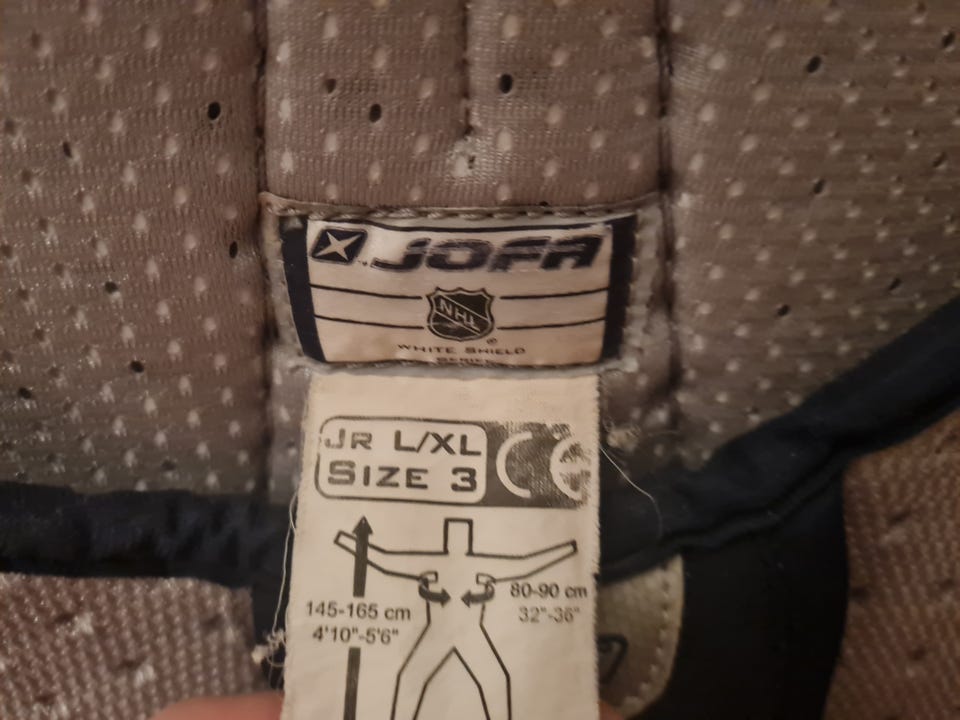 JOFA
NHL
®
WHITE SHIELD
SERIES
JR L/XL
SIZE 3
CE
80-90 cm
32"-36"
145-165 cm
4'10"-5'6"